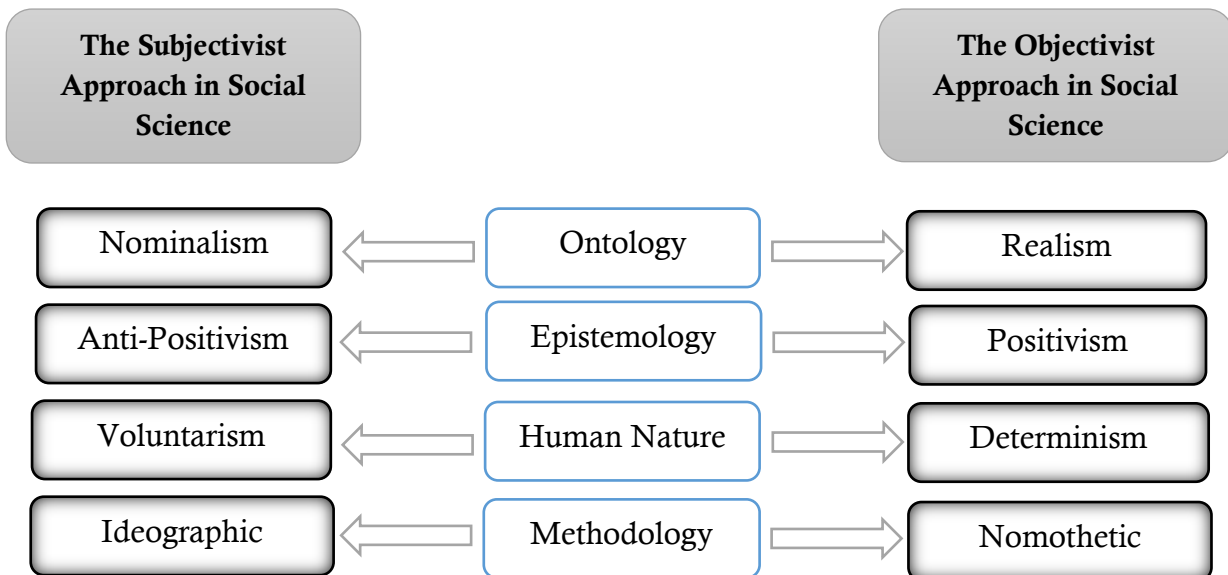 The Subjectivist
Approach in Social
Science
The Objectivist
Approach in Social
Science
Nominalism
Ontology
Realism
Anti-Positivism
Epistemology
Positivism
Voluntarism
Human Nature
Determinism
Ideographic
Methodology
Nomothetic